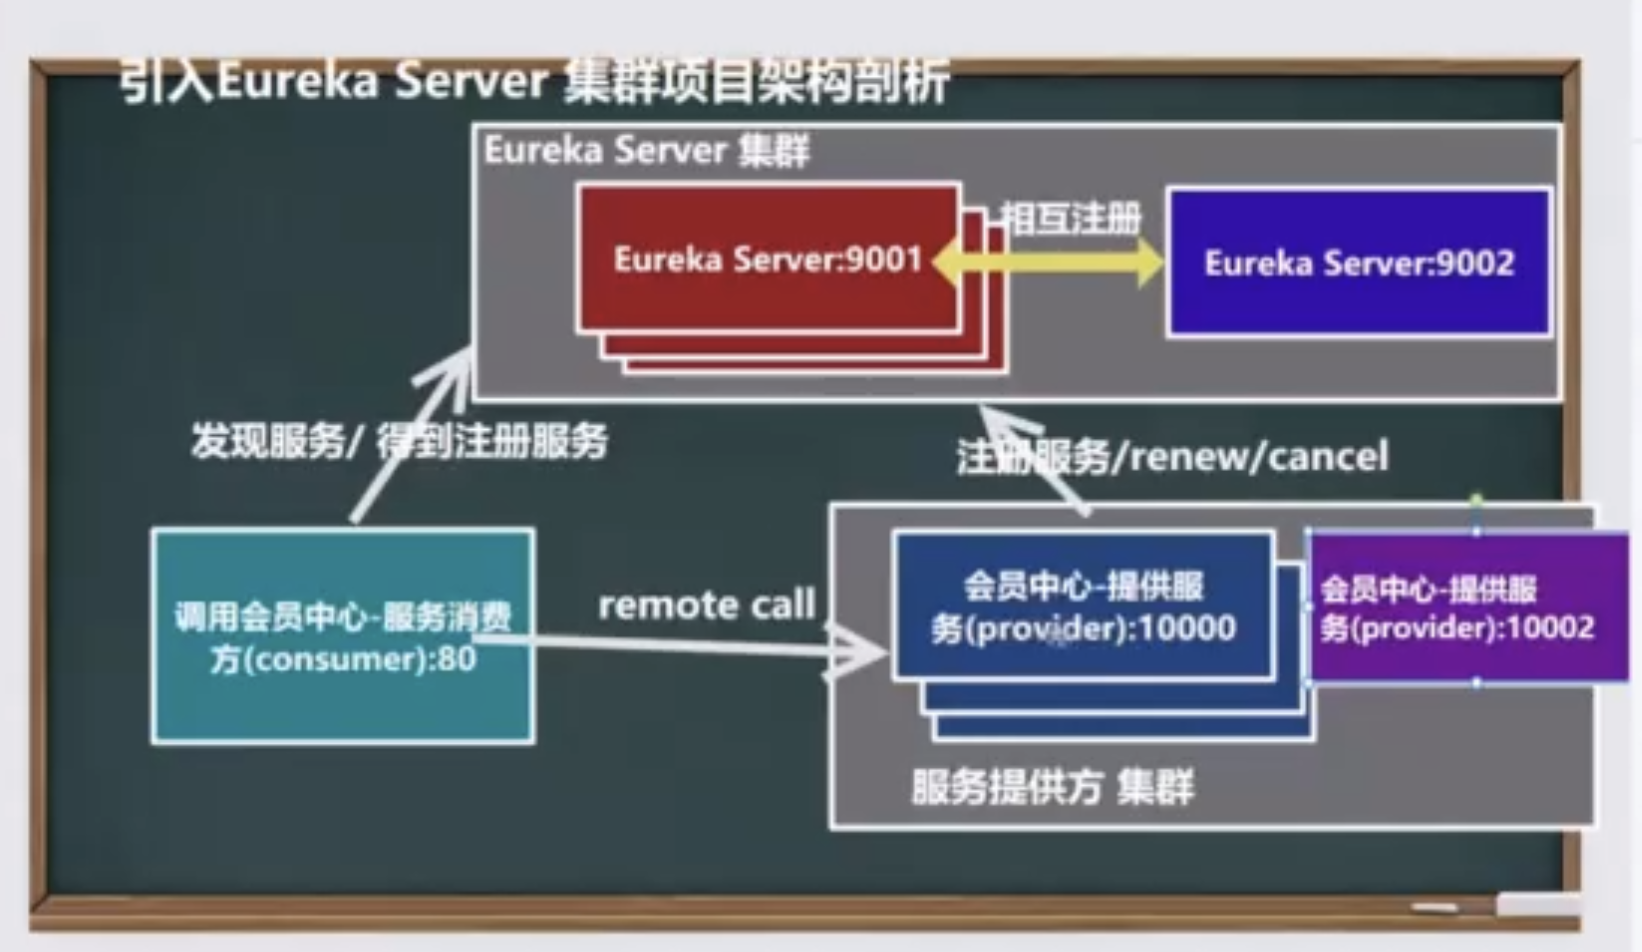 引入Eureka Server 集群项目架构剖析
Eureka Server 集群
相互注册
Eureka Server:9001
Eureka Server:9002
发现服务/ 得到注册服务
注册服务/renew/cancel
调用会员中心-服务消费
方(consumer):80
remote call
会员中心-提供服
务(provider):10000
会员中心-提供服
务(provider):10002
服务提供方 集群